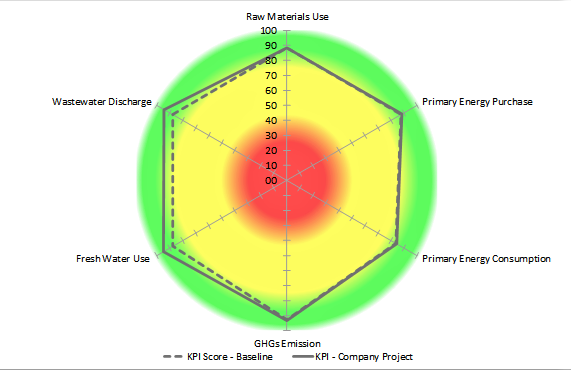 Raw Materials Use
100
90
80
70
60
50
40
30
20
10
00
Wastewater Discharge
Primary Energy Purchase
Fresh Water Use
Primary Energy Consumption
GHGs Emission
KPI Score - Baseline
KPI - Company Project